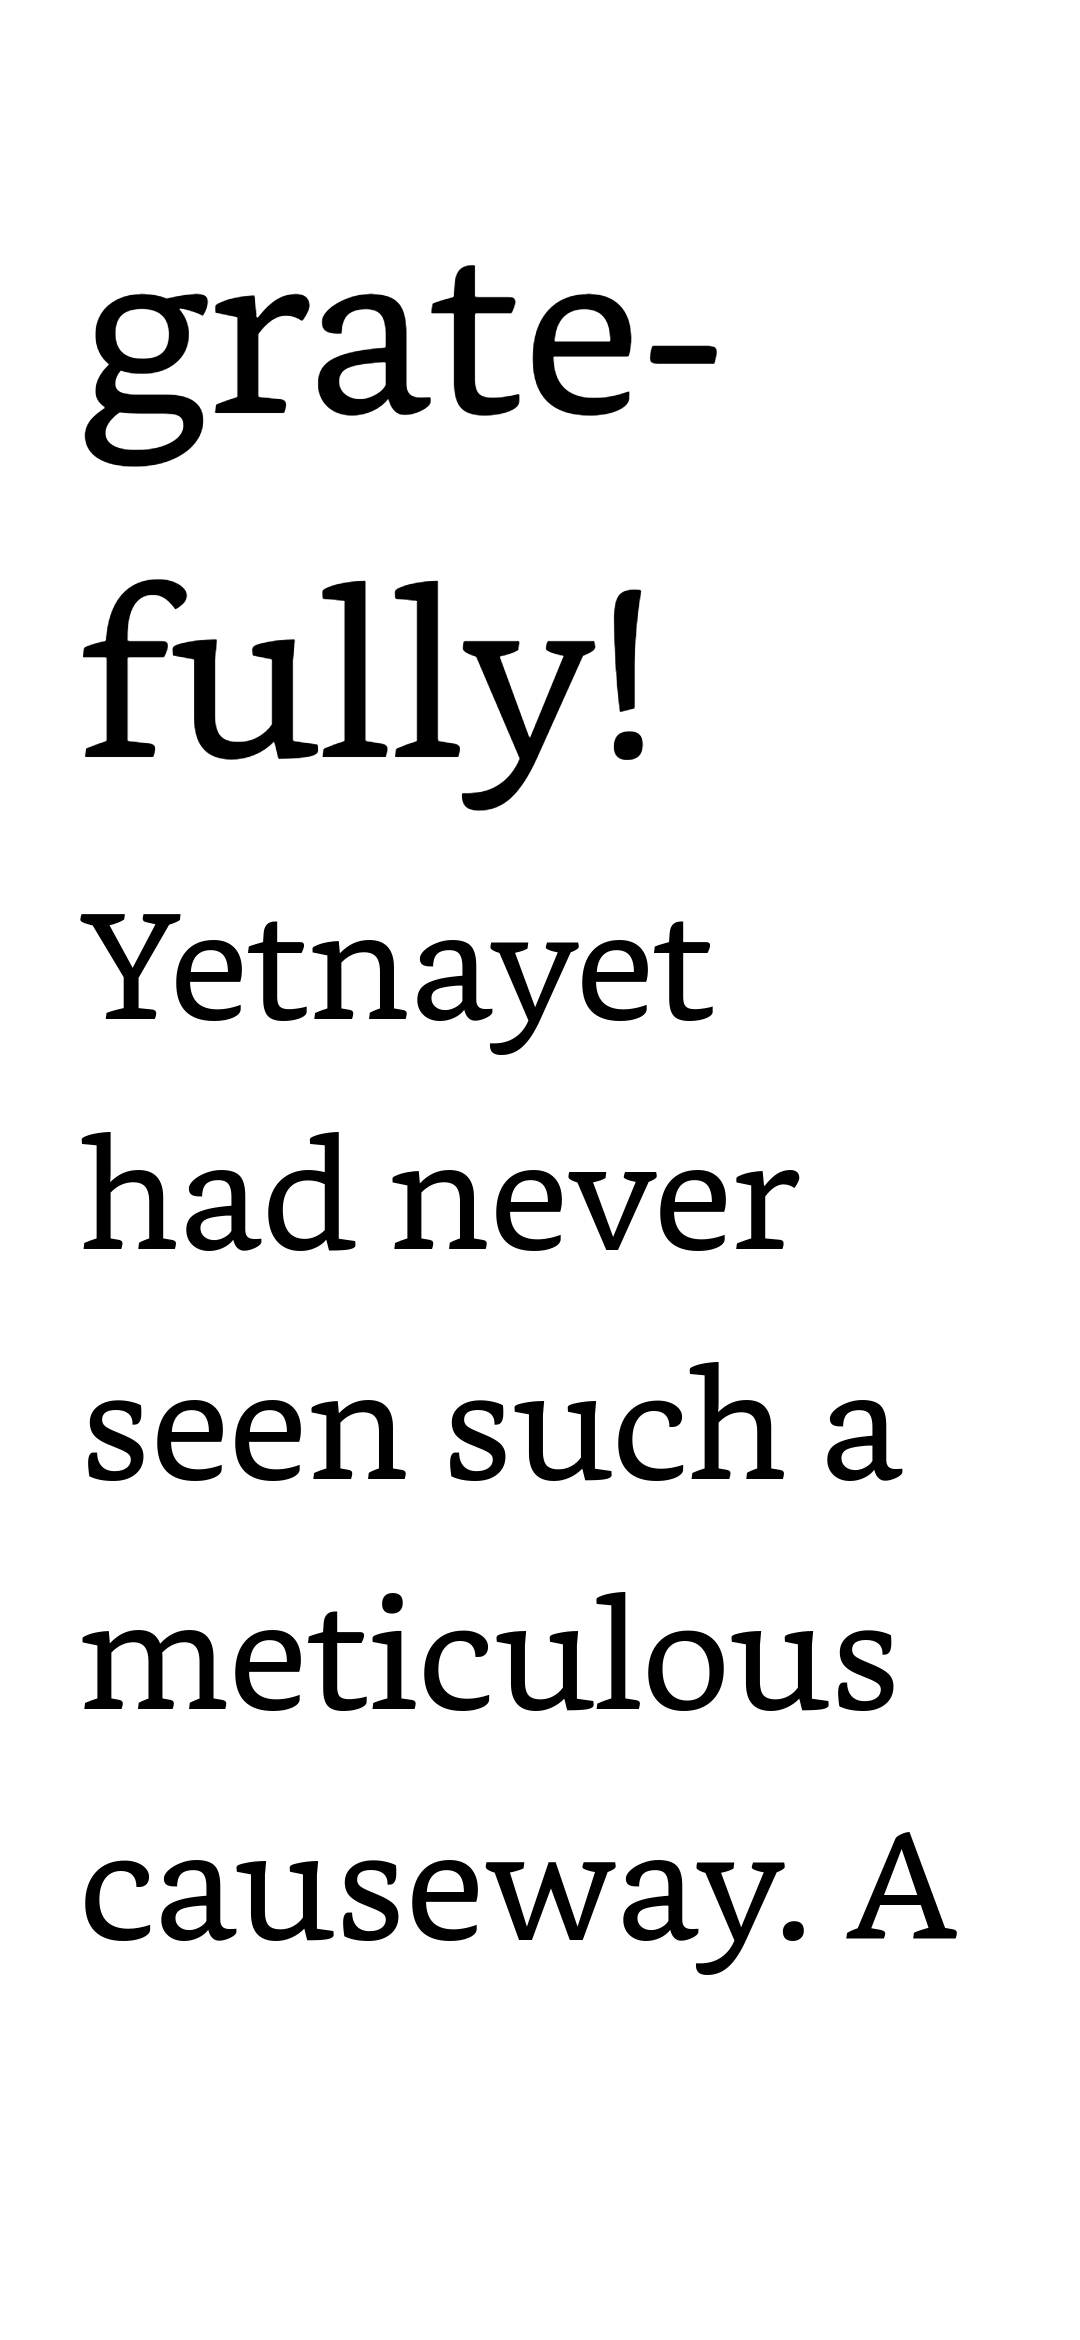 grate-
fully!
Yetnayet
had never
seen such a
meticulous
causeway. A